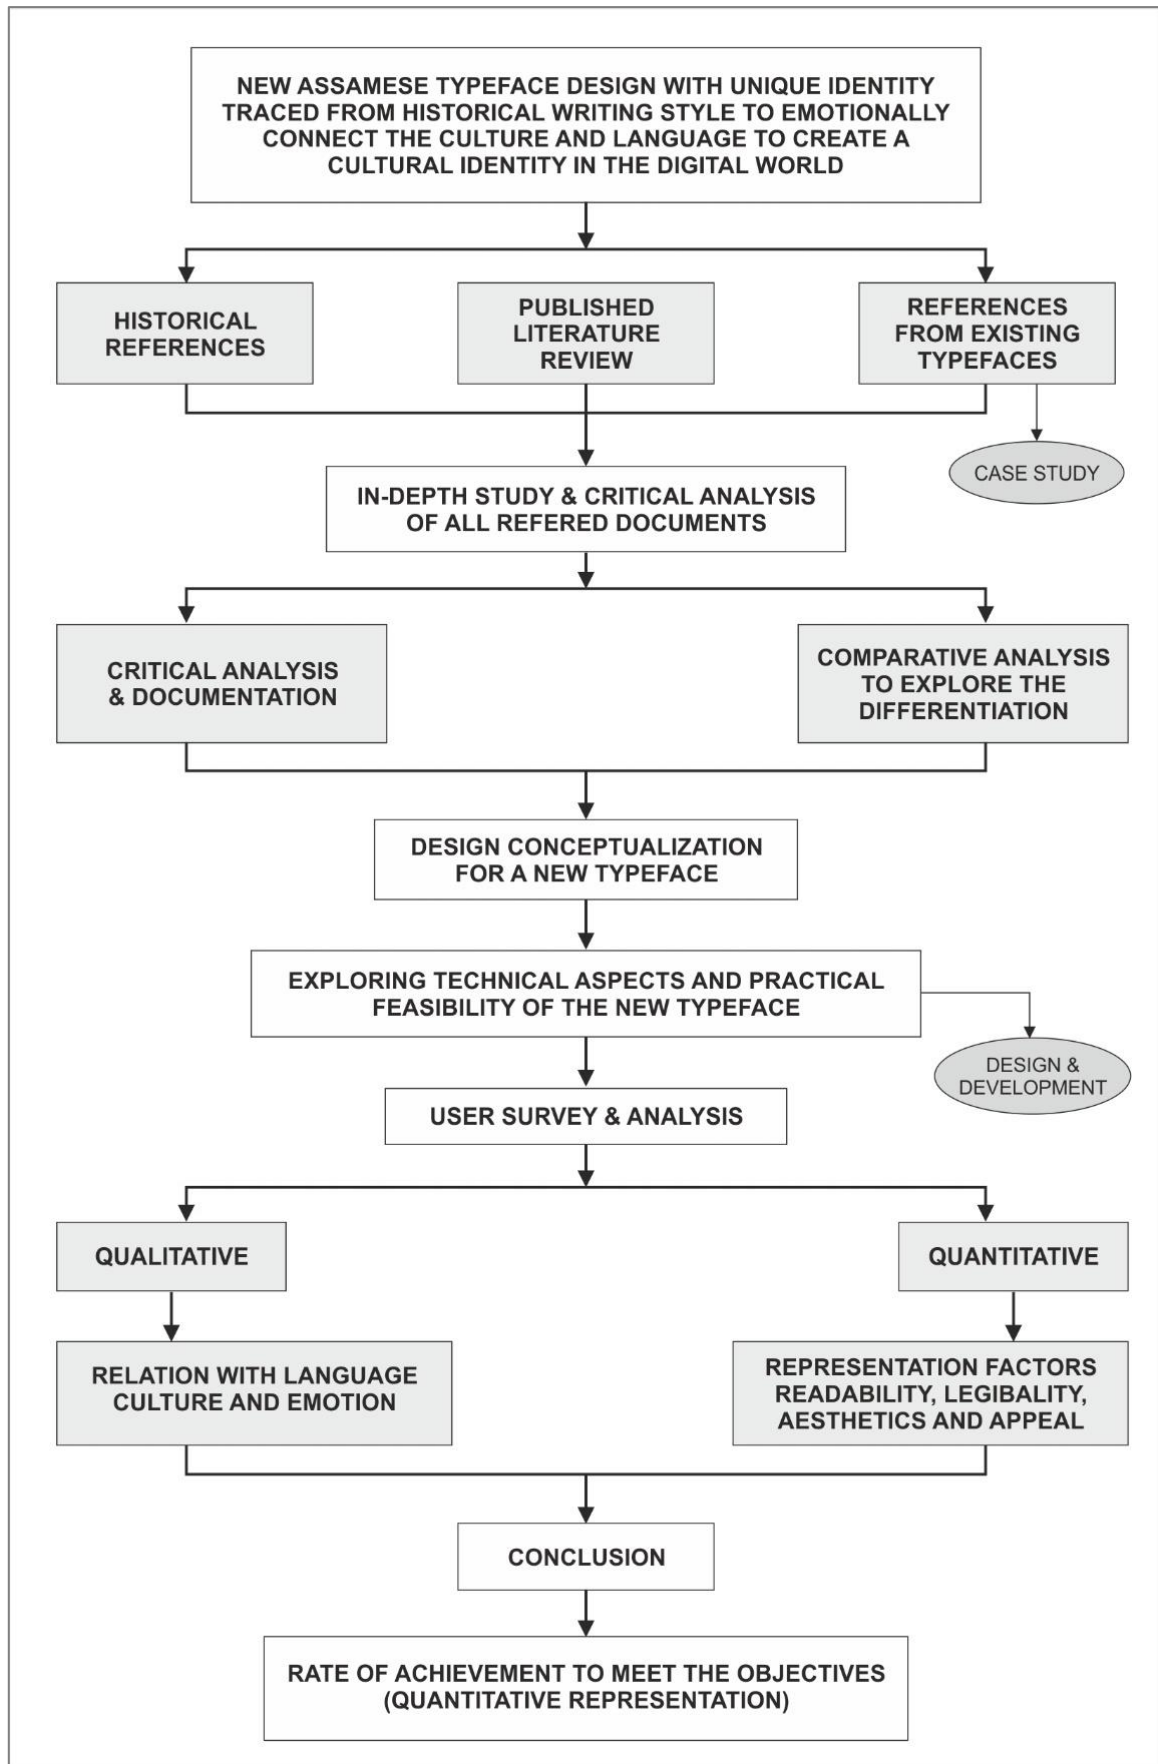 NEW ASSAMESE TYPEFACE DESIGN WITH UNIQUE IDENTITY
TRACED FROM HISTORICAL WRITING STYLE TO EMOTIONALLY
CONNECT THE CULTURE AND LANGUAGE TO CREATE A
CULTURAL IDENTITY IN THE DIGITAL WORLD
HISTORICAL
REFERENCES
PUBLISHED
LITERATURE
REVIEW
REFERENCES
FROM EXISTING
TYPEFACES
CASE STUDY
IN-DEPTH STUDY & CRITICAL ANALYSIS
OF ALL REFERED DOCUMENTS
CRITICAL ANALYSIS
& DOCUMENTATION
COMPARATIVE ANALYSIS
TO EXPLORE THE
DIFFERENTIATION
DESIGN CONCEPTUALIZATION
FOR A NEW TYPEFACE
EXPLORING TECHNICAL ASPECTS AND PRACTICAL
FEASIBILITY OF THE NEW TYPEFACE
DESIGN &
DEVELOPMENT
USER SURVEY & ANALYSIS
QUALITATIVE
QUANTITATIVE
RELATION WITH LANGUAGE
CULTURE AND EMOTION
REPRESENTATION FACTORS
READABILITY, LEGIBALITY,
AESTHETICS AND APPEAL
CONCLUSION
RATE OF ACHIEVEMENT TO MEET THE OBJECTIVES
(QUANTITATIVE REPRESENTATION)